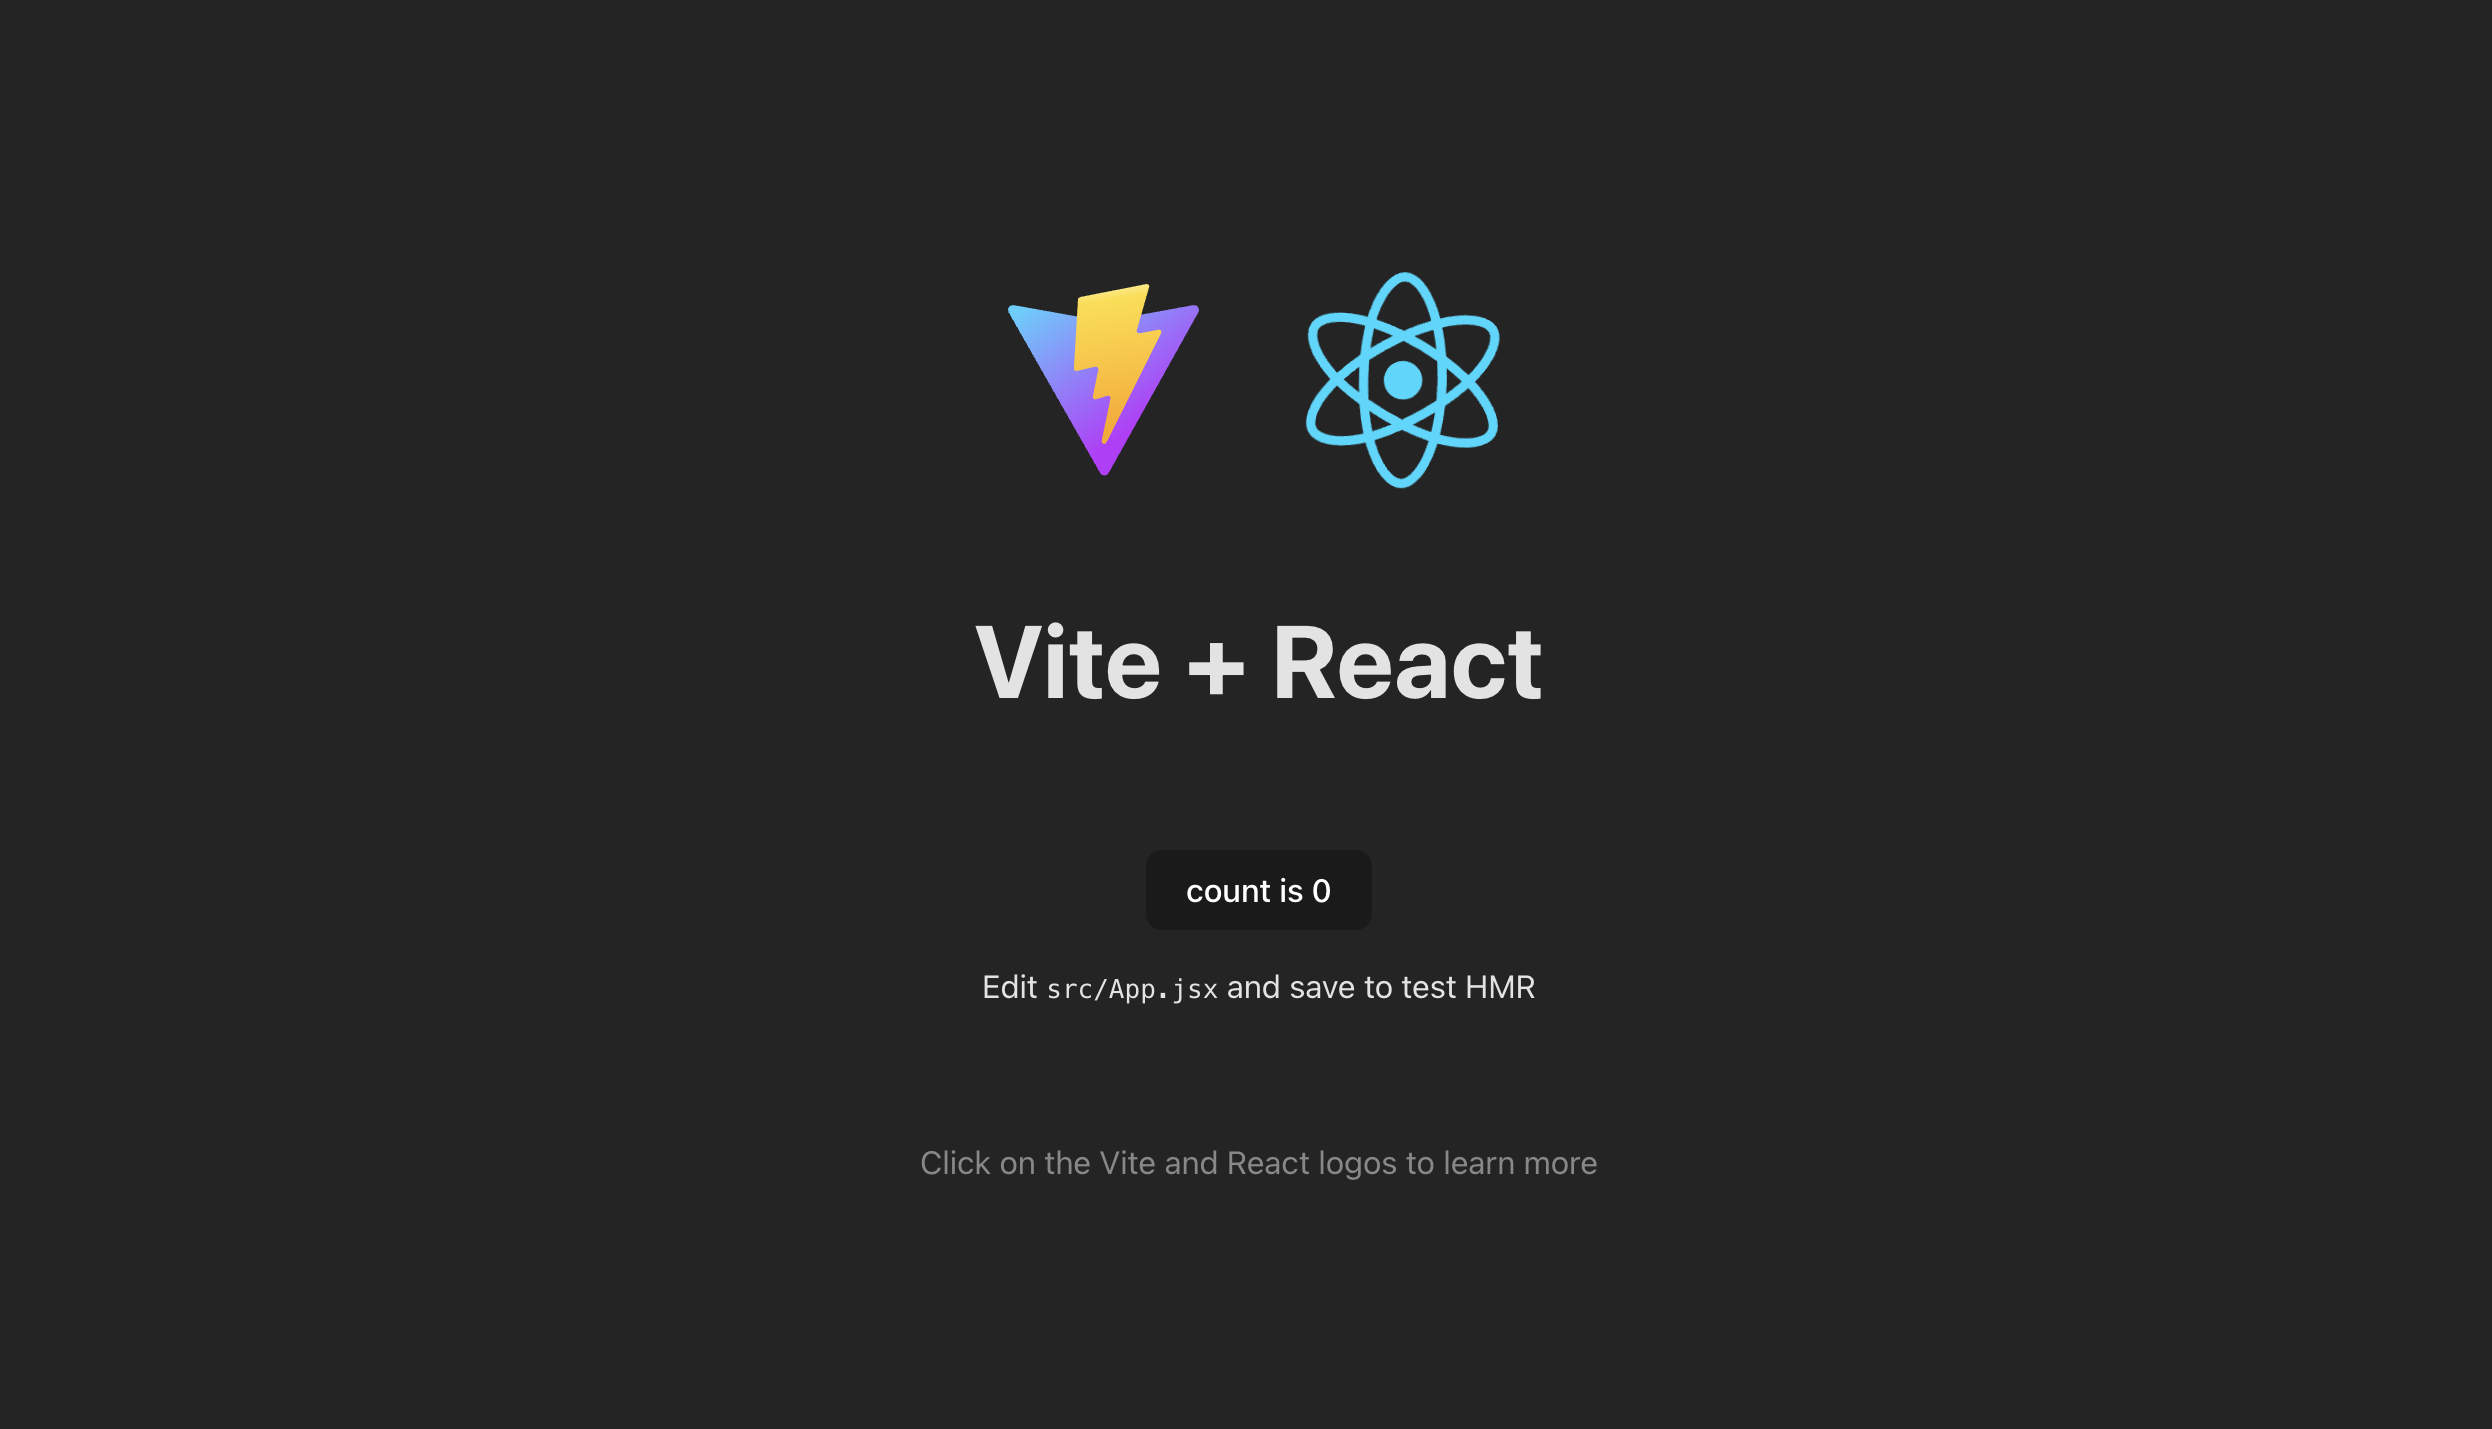 Vite + React
count is 0
Edit src/App.jsx and save to test HMR
Click on the Vite and React logos to learn more